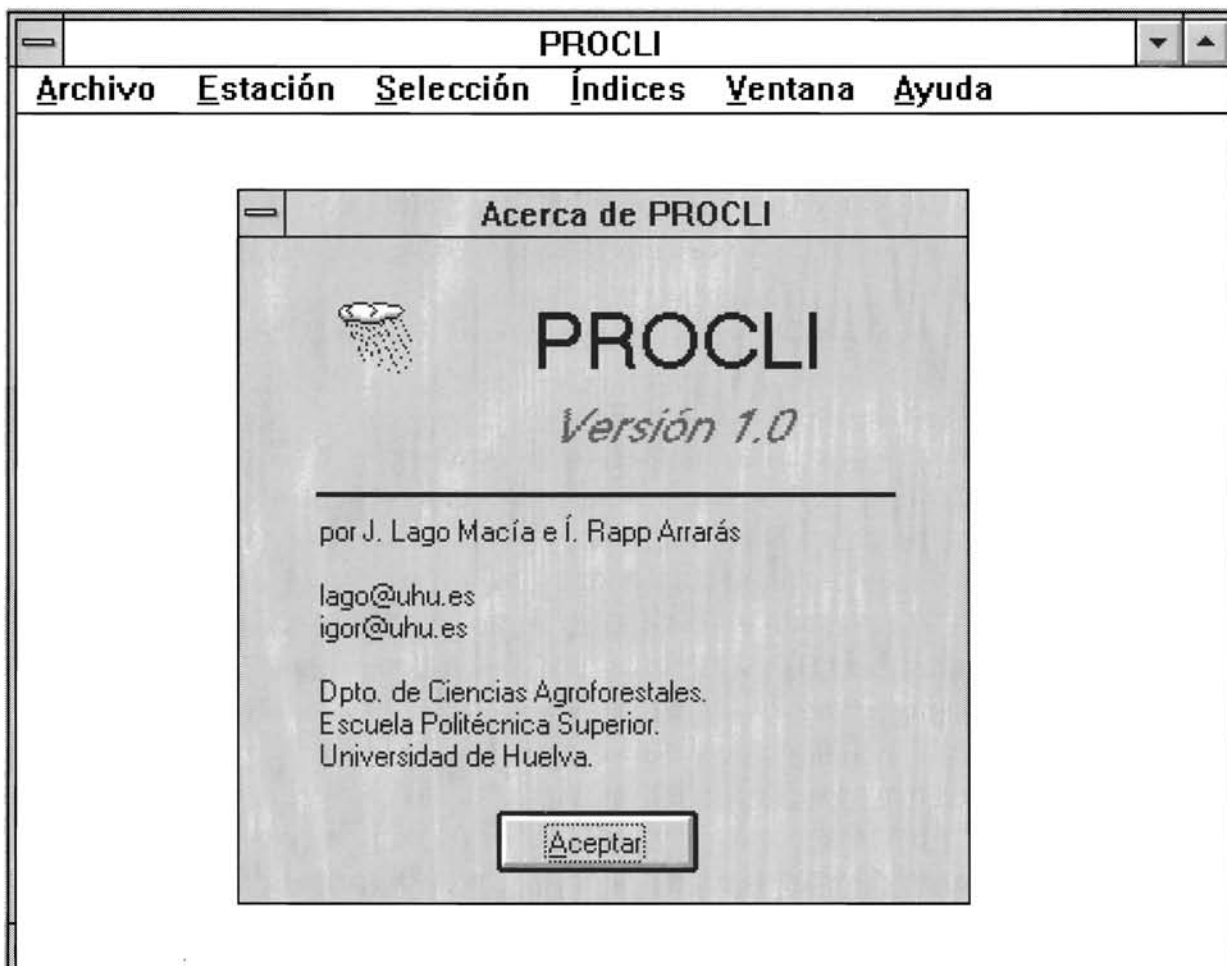 PROCLI
Archivo Estación Selección Índices Ventana Ayuda
Acerca de PROCLI
PROCLI
Versión 1.0
por J. Lago Macía e Í. Rapp Arrarás
lago@uhu.es
igor@uhu.es
Dpto. de Ciencias Agroforestales.
Escuela Politécnica Superior.
Universidad de Huelva.
Aceptar